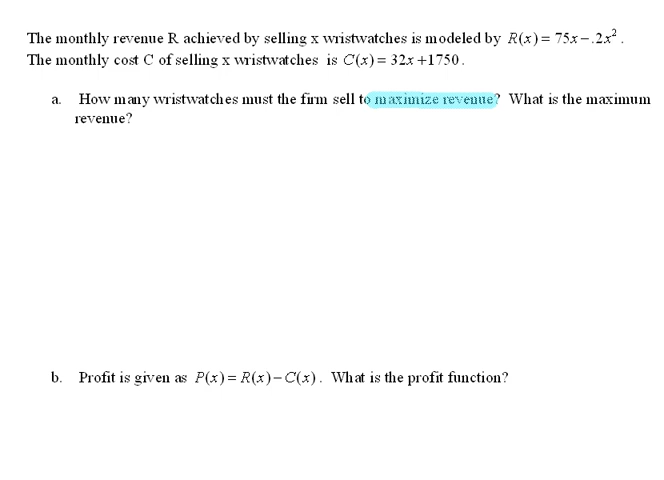 The monthly revenue R achieved by selling x wristwatches is modeled by R(x) = 75x − .2x².
The monthly cost C of selling x wristwatches is C(x) = 32x + 1750.
a. How many wristwatches must the firm sell to maximize revenue? What is the maximum
revenue?
b. Profit is given as P(x) = R(x) − C(x). What is the profit function?